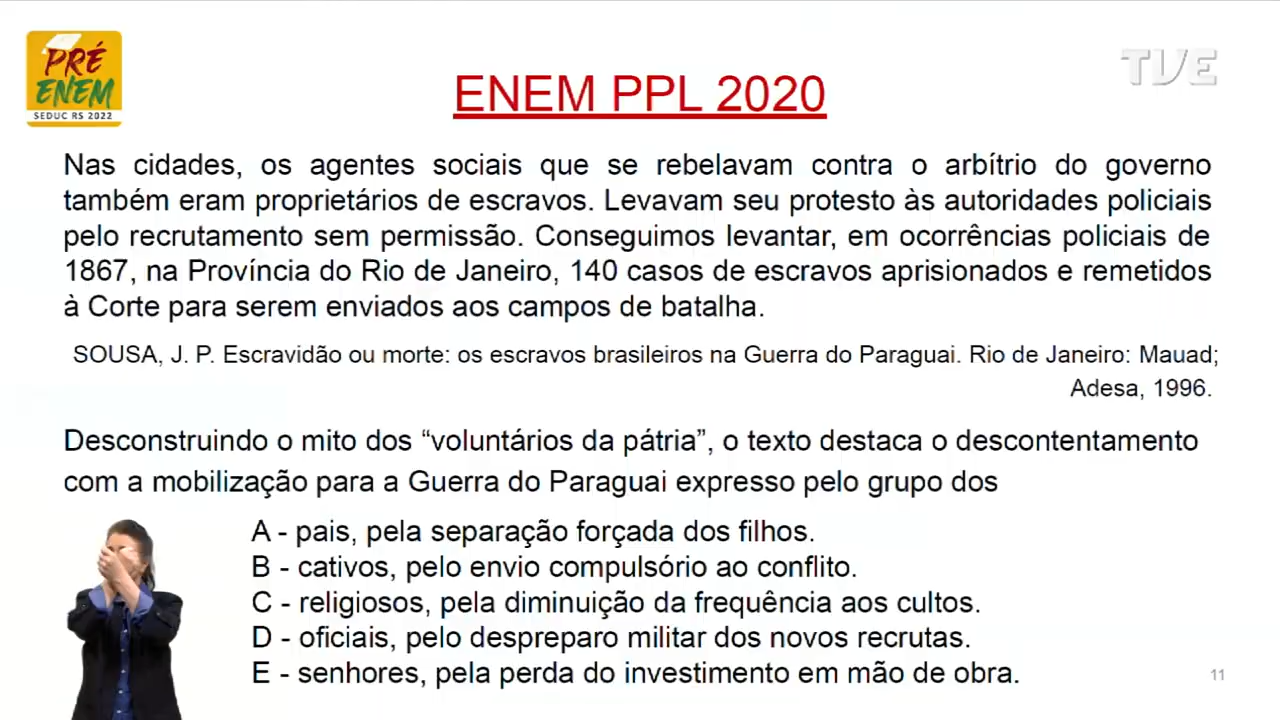 PRÉ
ENEM
SEDUC RS 2022
TVE
ENEM PPL 2020
Nas cidades, os agentes sociais que se rebelavam contra o arbítrio do governo
também eram proprietários de escravos. Levavam seu protesto às autoridades policiais
pelo recrutamento sem permissão. Conseguimos levantar, em ocorrências policiais de
1867, na Província do Rio de Janeiro, 140 casos de escravos aprisionados e remetidos
à Corte para serem enviados aos campos de batalha.
SOUSA, J. P. Escravidão ou morte: os escravos brasileiros na Guerra do Paraguai. Rio de Janeiro: Mauad;
Adesa, 1996.
Desconstruindo o mito dos “voluntários da pátria”, o texto destaca o descontentamento
com a mobilização para a Guerra do Paraguai expresso pelo grupo dos
A - pais, pela separação forçada dos filhos.
B - cativos, pelo envio compulsório ao conflito.
C - religiosos, pela diminuição da frequência aos cultos.
D - oficiais, pelo despreparo militar dos novos recrutas.
E - senhores, pela perda do investimento em mão de obra.
11